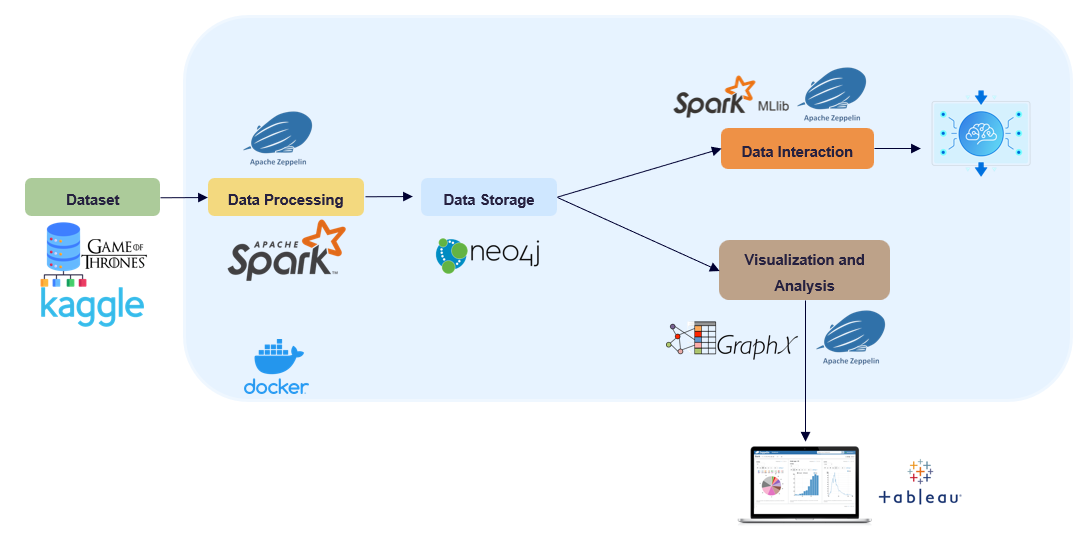 Spark MLlib
Apache Zeppelin
Data Interaction
Apache Zeppelin
Dataset
Data Processing
Data Storage
GAME OF
THRONES
kaggle
APACHE
Spark
neo4j
Visualization and
Analysis
GraphX
Apache Zeppelin
docker
+ableau